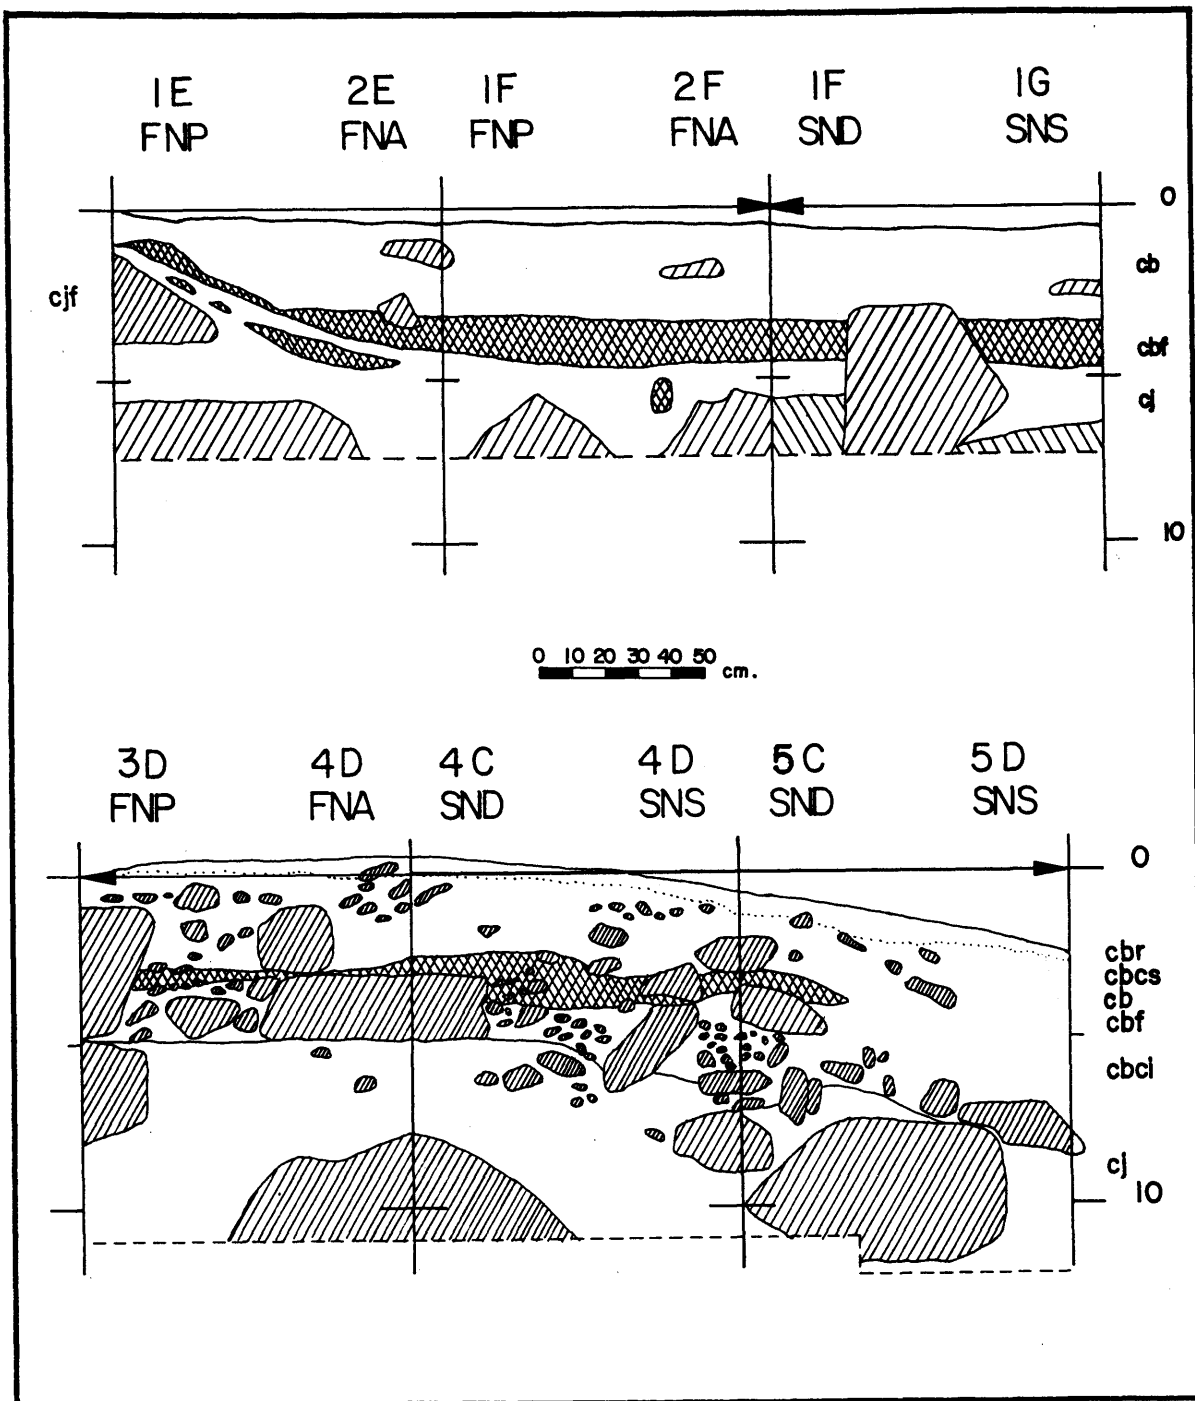 1E 2E 1F 2F 1F 1G
FNP FNA FNP FNA SND SNS
0
cb
cjf
cbf
cj
10
0 10 20 30 40 50 cm.
3D 4D 4C 4D 5C 5D
FNP FNA SND SNS SND SNS
0
cbr
cbcs
cb
cbf
cbci
cj
10